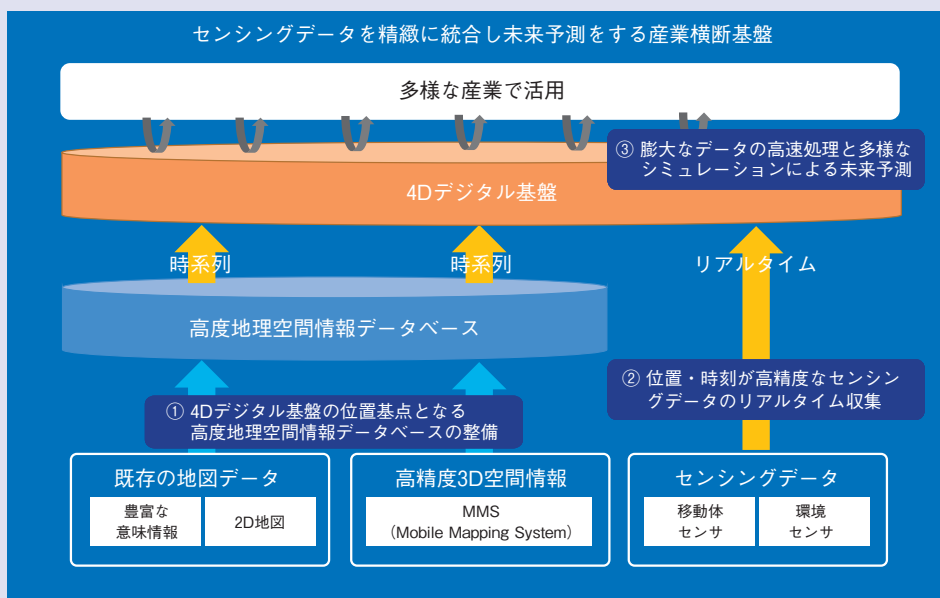 センシングデータを精緻に統合し未来予測をする産業横断基盤
多様な産業で活用
③ 膨大なデータの高速処理と多様な
シミュレーションによる未来予測
4Dデジタル基盤
時系列
時系列
リアルタイム
高度地理空間情報データベース
② 位置・時刻が高精度なセンシン
グデータのリアルタイム収集
① 4Dデジタル基盤の位置基点となる
高度地理空間情報データベースの整備
既存の地図データ
豊富な
意味情報
2D地図
高精度3D空間情報
MMS
(Mobile Mapping System)
センシングデータ
移動体
センサ
環境
センサ